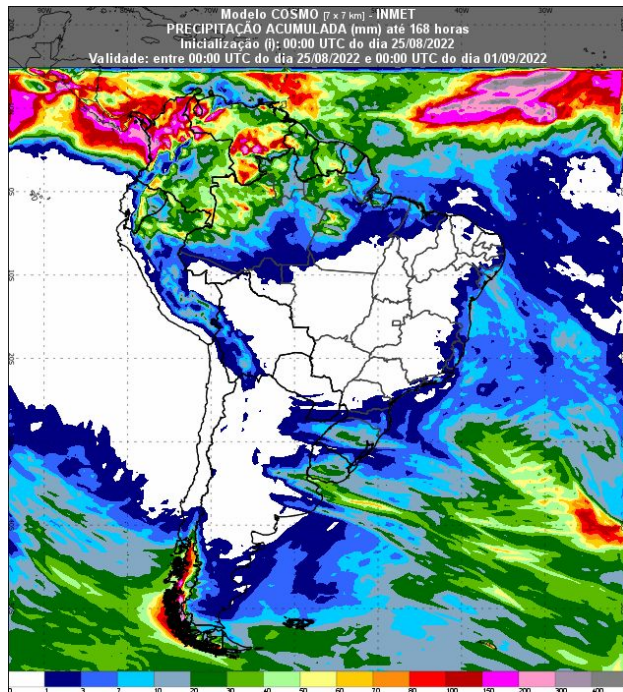 Modelo COSMO [7 x 7 km] - INMET
PRECIPITAÇÃO ACUMULADA (mm) até 168 horas
Inicialização (i): 00:00 UTC do dia 25/08/2022
Validade: entre 00:00 UTC do dia 25/08/2022 e 00:00 UTC do dia 01/09/2022
0 1 3 7 10 20 30 40 50 60 70 80 100 150 200 300 400